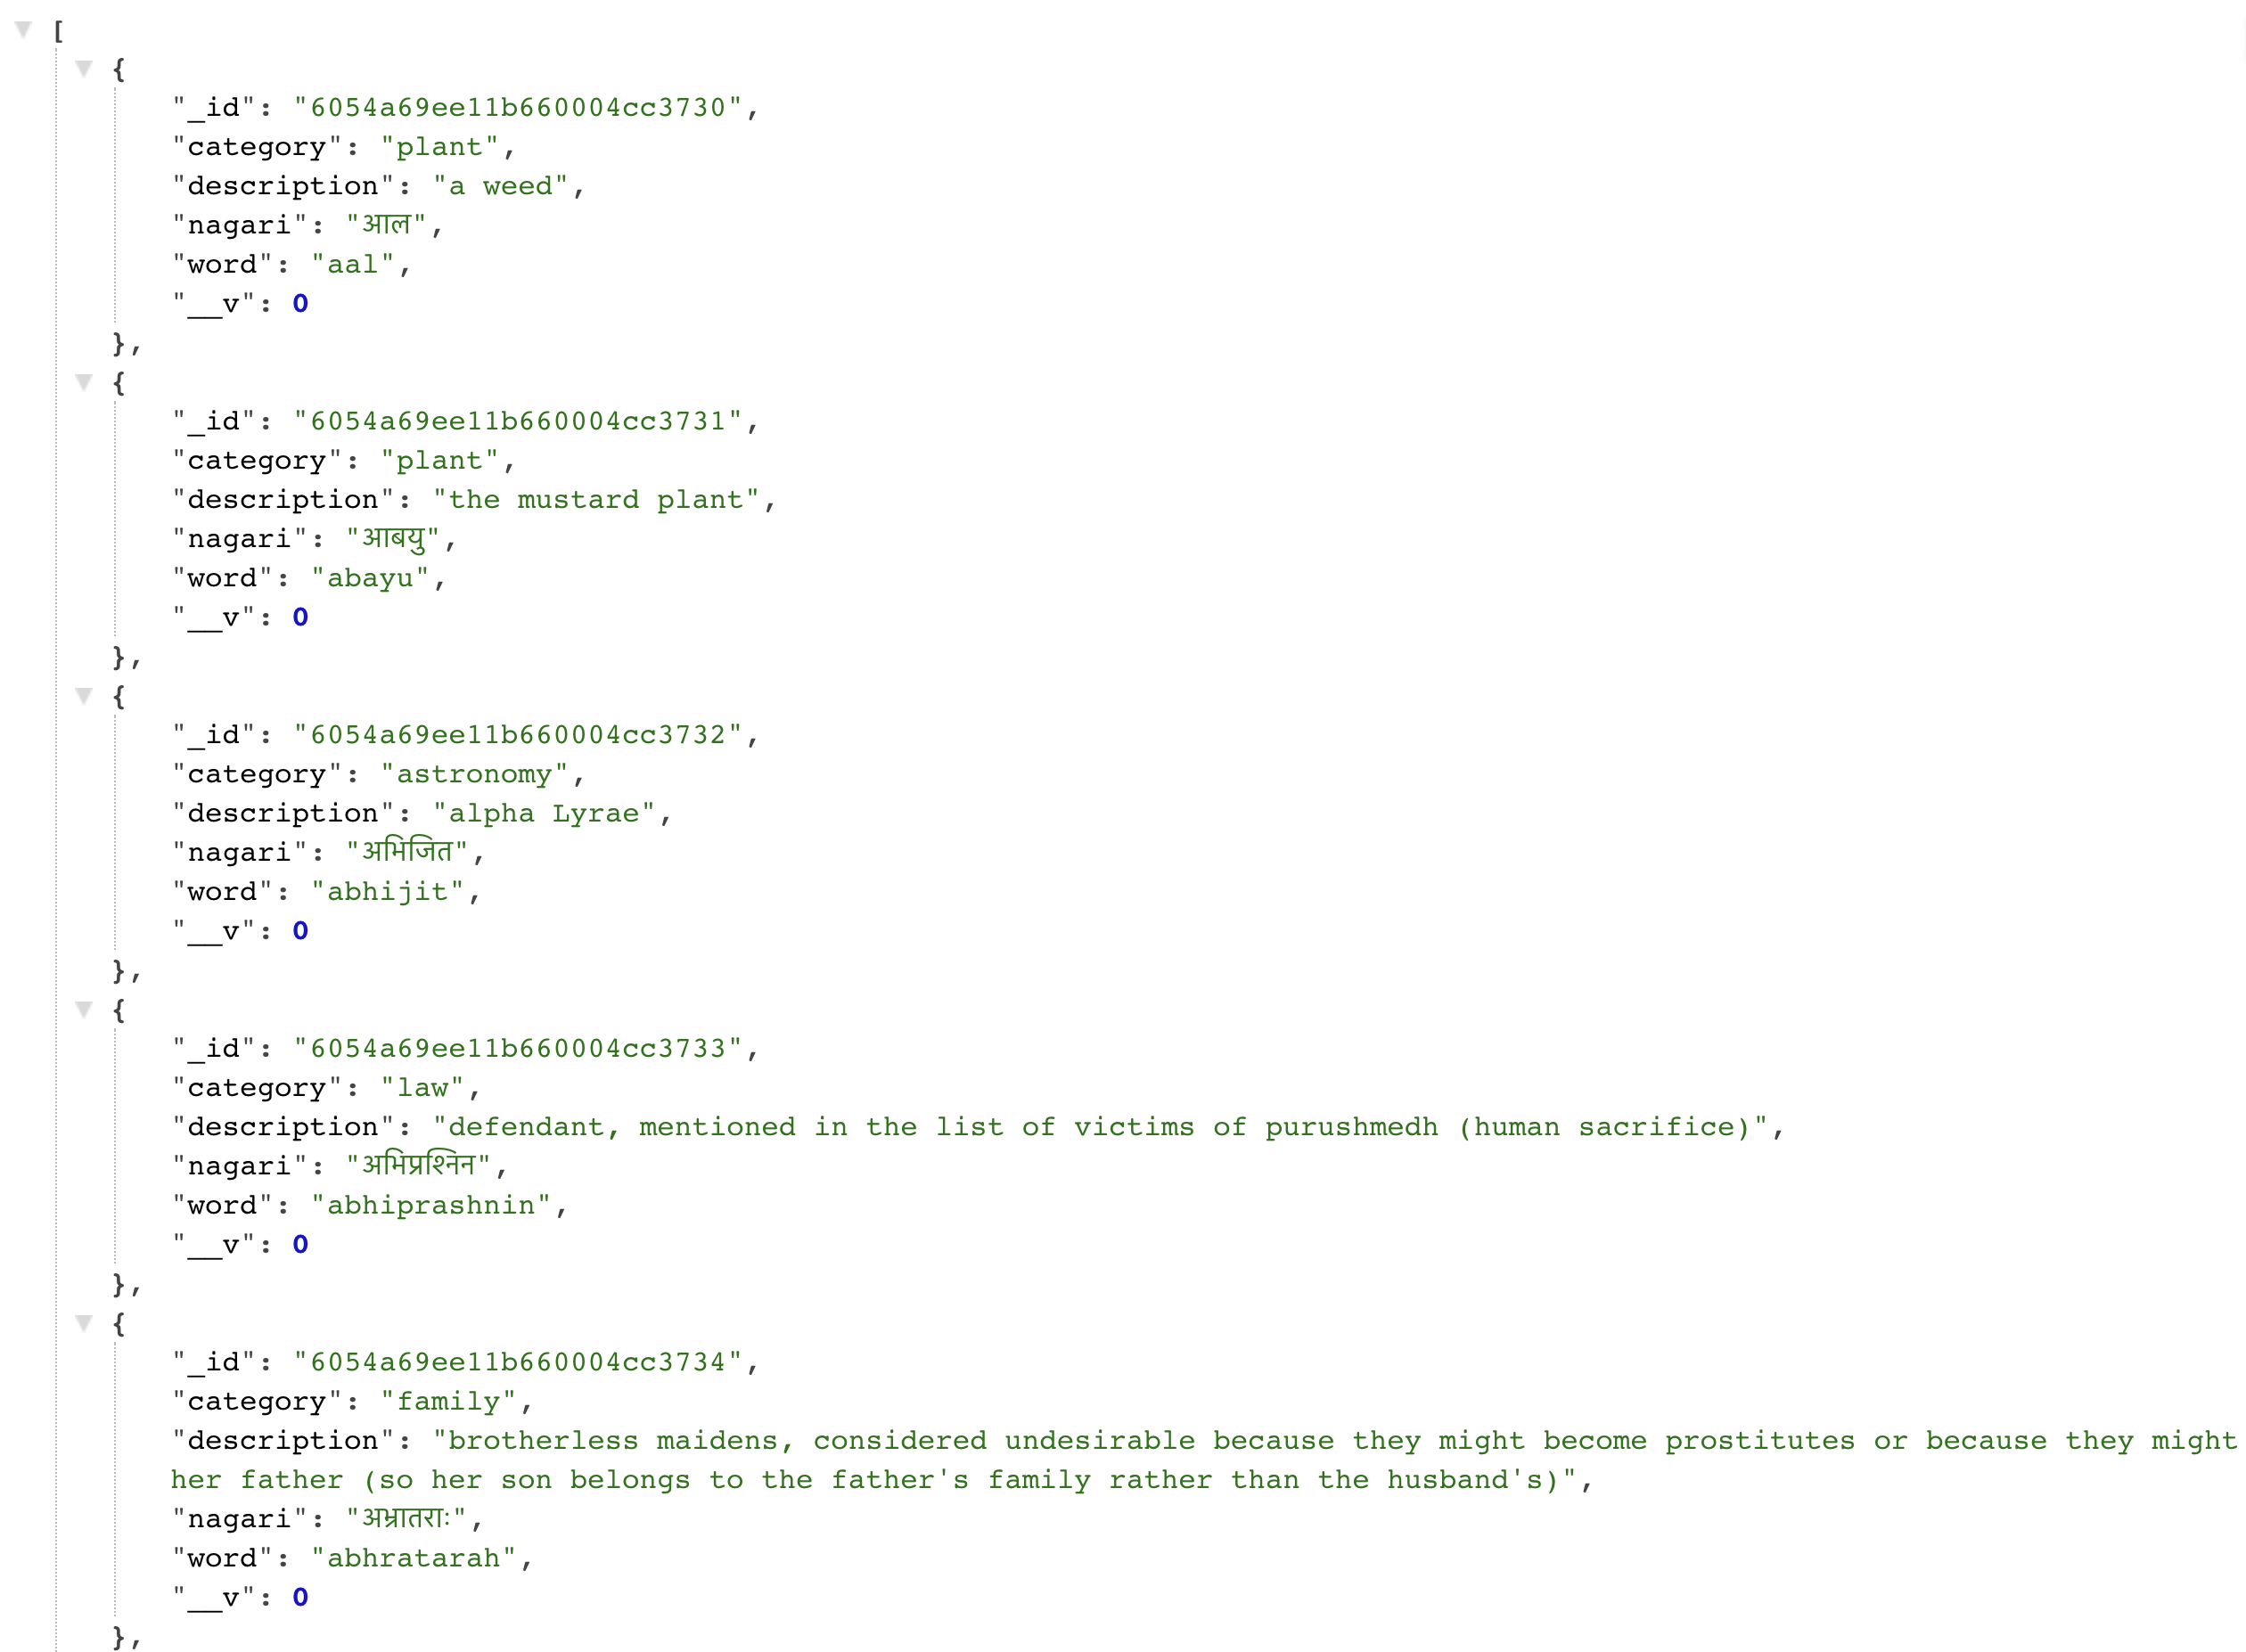 [
{
"_id": "6054a69ee11b660004cc3730",
"category": "plant",
"description": "a weed",
"nagari": "आल",
"word": "aal",
"__v": 0
},
{
"_id": "6054a69ee11b660004cc3731",
"category": "plant",
"description": "the mustard plant",
"nagari": "आबयु",
"word": "abayu",
"__v": 0
},
{
"_id": "6054a69ee11b660004cc3732",
"category": "astronomy",
"description": "alpha Lyrae",
"nagari": "अभिजित",
"word": "abhijit",
"__v": 0
},
{
"_id": "6054a69ee11b660004cc3733",
"category": "law",
"description": "defendant, mentioned in the list of victims of purushmedh (human sacrifice)",
"nagari": "अभिप्रश्निन",
"word": "abhiprashnin",
"__v": 0
},
{
"_id": "6054a69ee11b660004cc3734",
"category": "family",
"description": "brotherless maidens, considered undesirable because they might become prostitutes or because they might
her father (so her son belongs to the father's family rather than the husband's)",
"nagari": "अभ्रातराः",
"word": "abhratarah",
"__v": 0
},